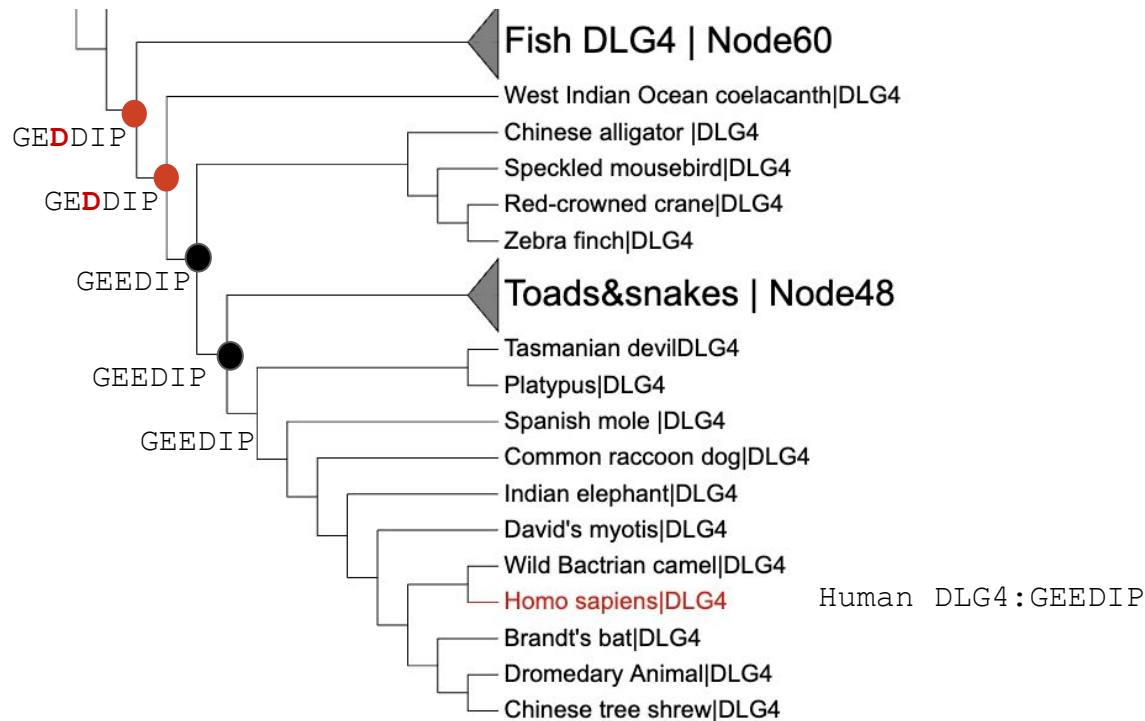 Fish DLG4 | Node60
West Indian Ocean coelacanth|DLG4
GEDDIP
Chinese alligator |DLG4
Speckled mousebird|DLG4
GEDDIP
Red-crowned crane|DLG4
Zebra finch|DLG4
GEEDIP
Toads&snakes | Node48
Tasmanian devilDLG4
GEEDIP
Platypus|DLG4
Spanish mole |DLG4
GEEDIP
Common raccoon dog|DLG4
Indian elephant|DLG4
David's myotis|DLG4
Wild Bactrian camel|DLG4
Homo sapiens|DLG4
Human DLG4:GEEDIP
Brandt's bat|DLG4
Dromedary Animal|DLG4
Chinese tree shrew|DLG4